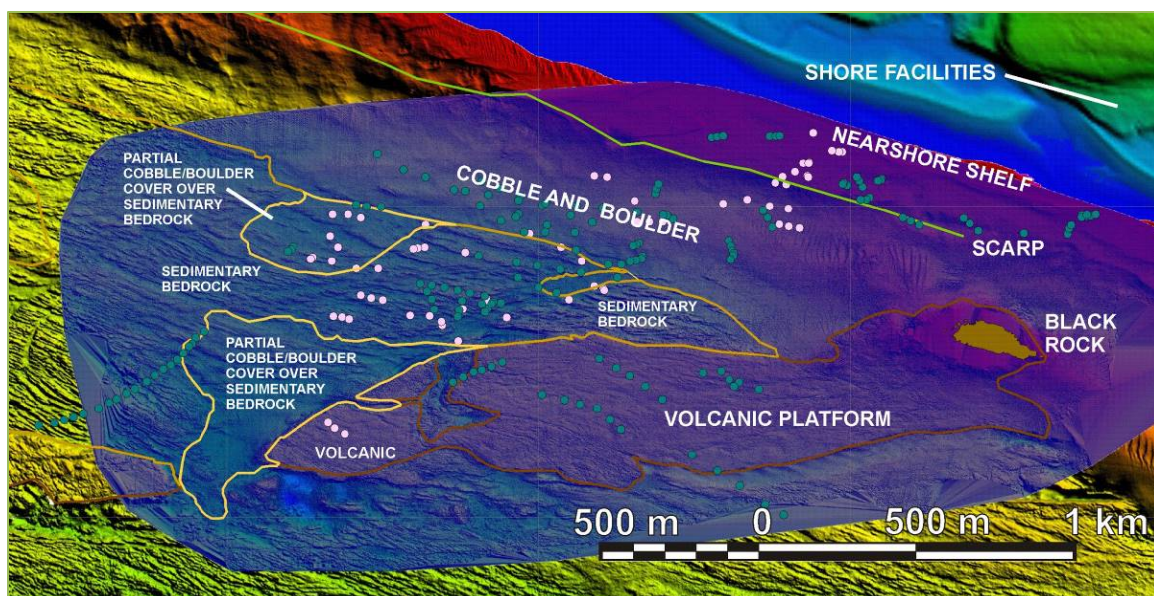 SHORE FACILITIES
NEARSHORE SHELF
PARTIAL
COBBLE/BOULDER
COVER OVER
SEDIMENTARY
BEDROCK
COBBLE AND BOULDER
SCARP
SEDIMENTARY
BEDROCK
SEDIMENTARY
BEDROCK
BLACK
ROCK
PARTIAL
COBBLE/BOULDER
COVER OVER
SEDIMENTARY
BEDROCK
VOLCANIC PLATFORM
VOLCANIC
500 m 0 500 m 1 km